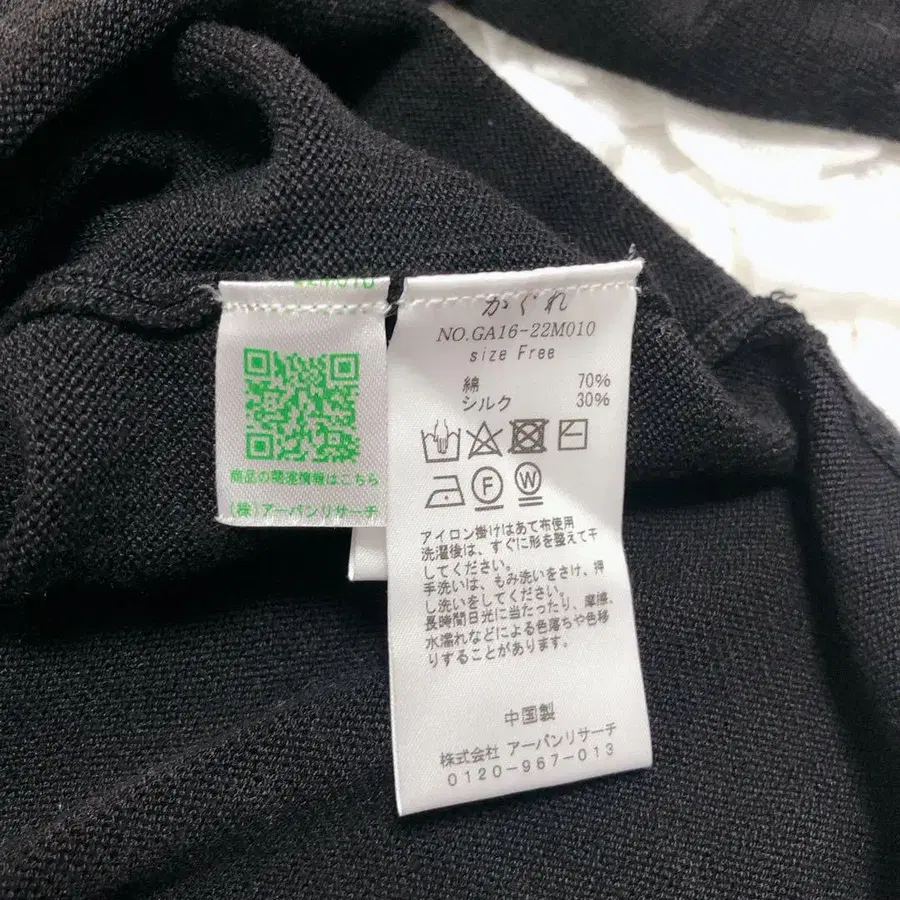 商品の関連情報はこちら
(株)アーバンリサーチ
かぐれ
NO.GA16-22M010
size Free
綿 70%
シルク 30%
F
W
アイロン掛けはあて布使用
洗濯後は、すぐに形を整えて干
してください。
手洗いは、もみ洗いをさけ、押
し洗いをしてください。
長時間日光に当たったり、摩擦、
水濡れなどによる色落ちや色移
りすることがあります。
中国製
株式会社 アーバンリサーチ
0120-967-013